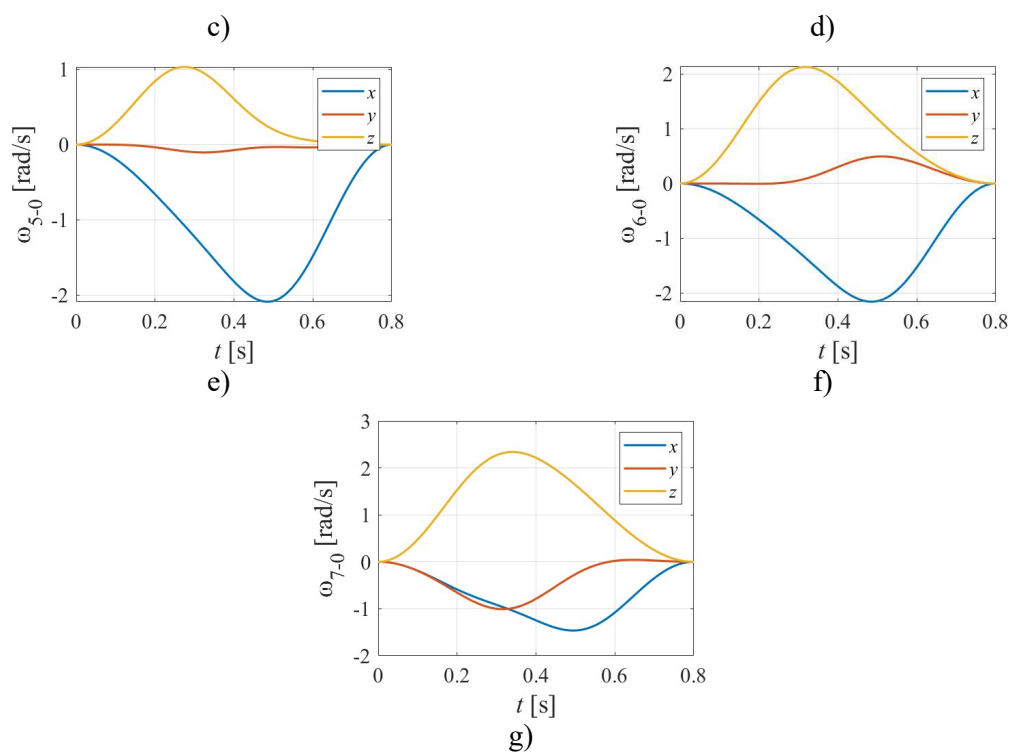 c) d)
1
0
-1
-2
ω5-0 [rad/s]
x
y
z
0 0.2 0.4 0.6 0.8
t [s]
e)
2
1
0
-1
-2
ω6-0 [rad/s]
x
y
z
0 0.2 0.4 0.6 0.8
t [s]
f)
3
2
1
0
-1
-2
ω7-0 [rad/s]
x
y
z
0 0.2 0.4 0.6 0.8
t [s]
g)